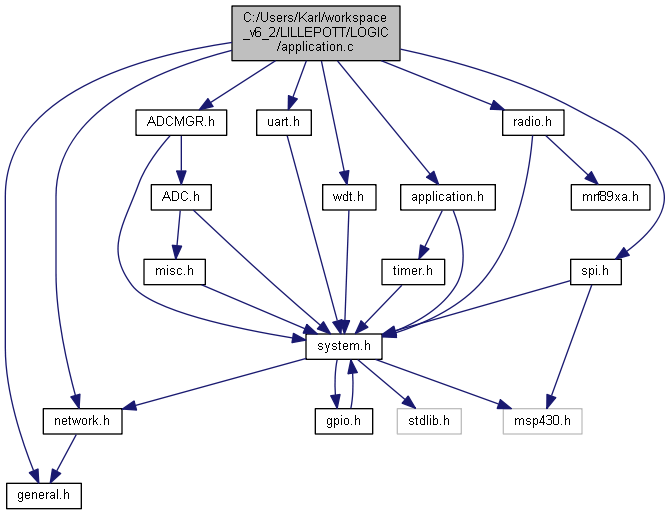 C:/Users/Karl/workspace
_v6_2/LILLEPOTT/LOGIC
/application.c
ADCMGR.h
uart.h
radio.h
ADC.h
wdt.h
application.h
mrf89xa.h
misc.h
timer.h
spi.h
system.h
network.h
gpio.h
stdlib.h
msp430.h
general.h